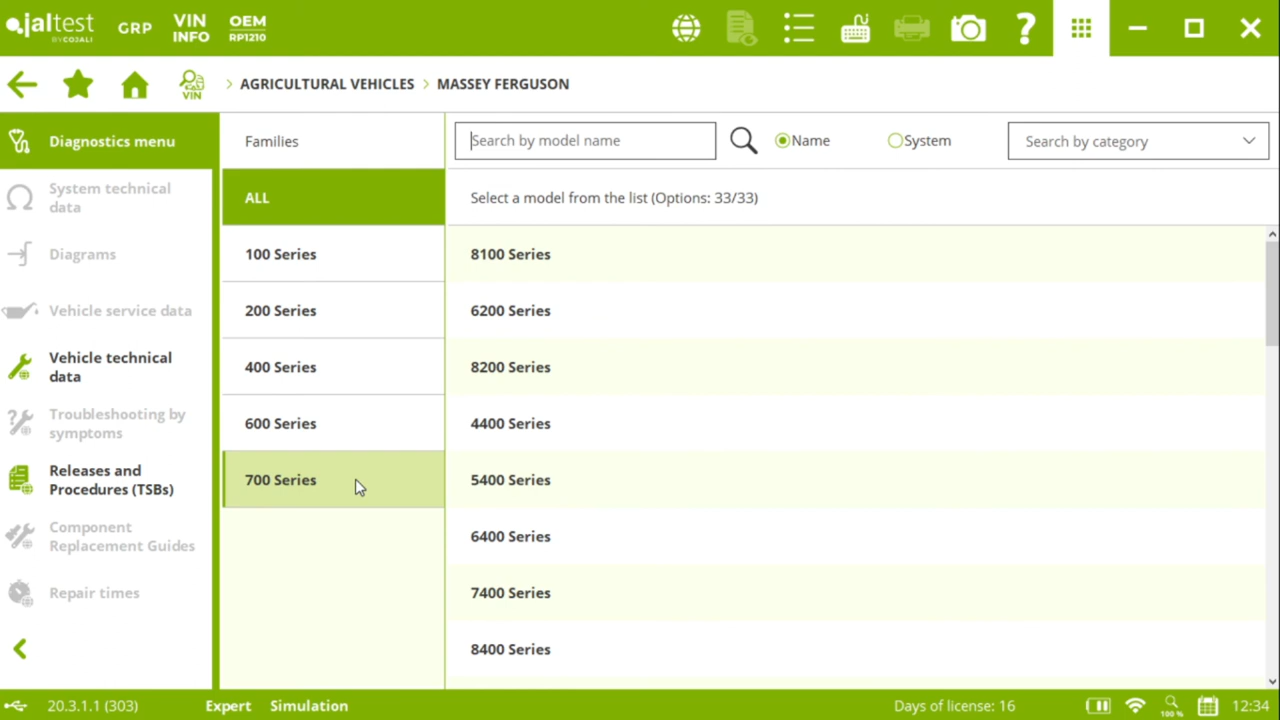 jaltest
BY COJALI
GRP
VIN
INFO
OEM
RP1210
?
VIN
> AGRICULTURAL VEHICLES > MASSEY FERGUSON
Diagnostics menu
System technical
data
Diagrams
Vehicle service data
Vehicle technical
data
Troubleshooting by
symptoms
Releases and
Procedures (TSBs)
Component
Replacement Guides
Repair times
Families
ALL
100 Series
200 Series
400 Series
600 Series
700 Series
Search by model name
Name
System
Search by category
Select a model from the list (Options: 33/33)
8100 Series
6200 Series
8200 Series
4400 Series
5400 Series
6400 Series
7400 Series
8400 Series
20.3.1.1 (303)
Expert
Simulation
Days of license: 16
100 %
12:34